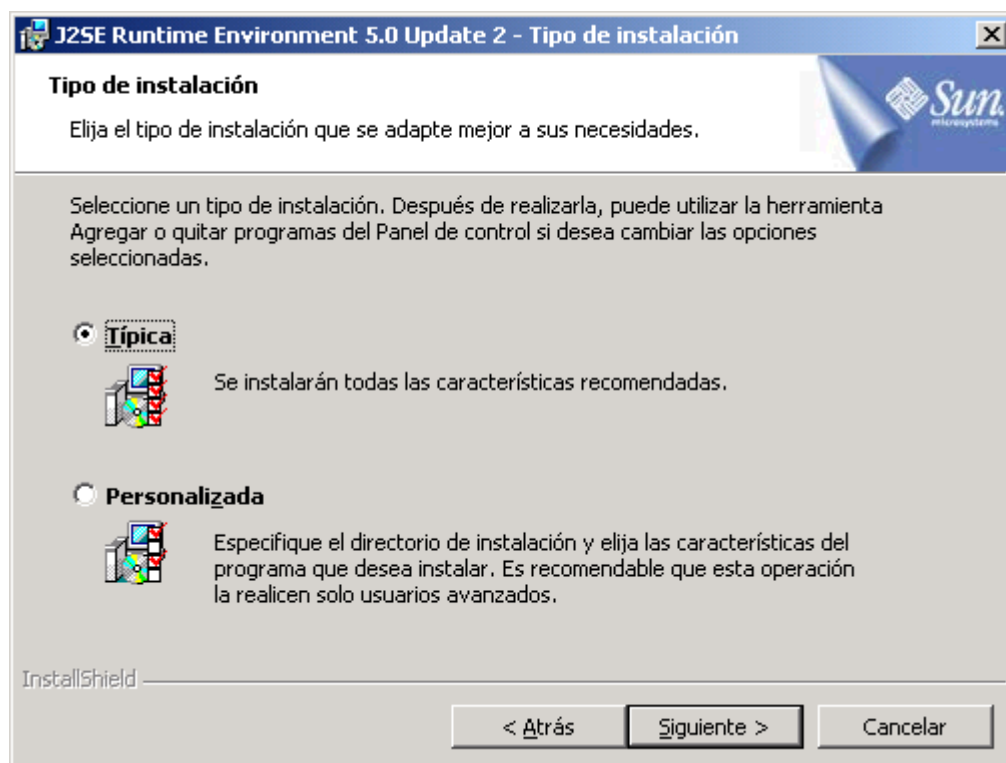 J2SE Runtime Environment 5.0 Update 2 - Tipo de instalación
Tipo de instalación
Elija el tipo de instalación que se adapte mejor a sus necesidades.
Sun
microsystems
Seleccione un tipo de instalación. Después de realizarla, puede utilizar la herramienta
Agregar o quitar programas del Panel de control si desea cambiar las opciones
seleccionadas.
Típica
Se instalarán todas las características recomendadas.
Personalizada
Especifique el directorio de instalación y elija las características del
programa que desea instalar. Es recomendable que esta operación
la realicen solo usuarios avanzados.
InstallShield
< Atrás
Siguiente >
Cancelar